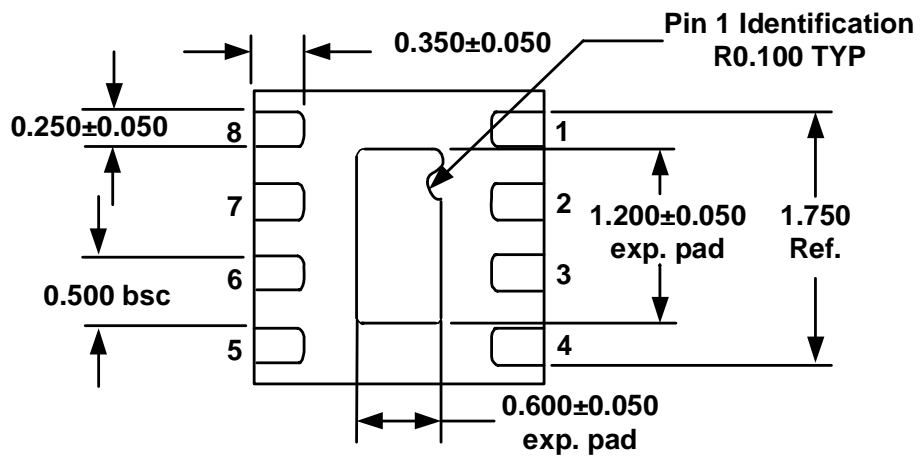 Pin 1 Identification
R0.100 TYP
0.350±0.050
0.250±0.050
8
1
7
2
1.200±0.050
exp. pad
1.750
Ref.
6
3
0.500 bsc
5
4
0.600±0.050
exp. pad